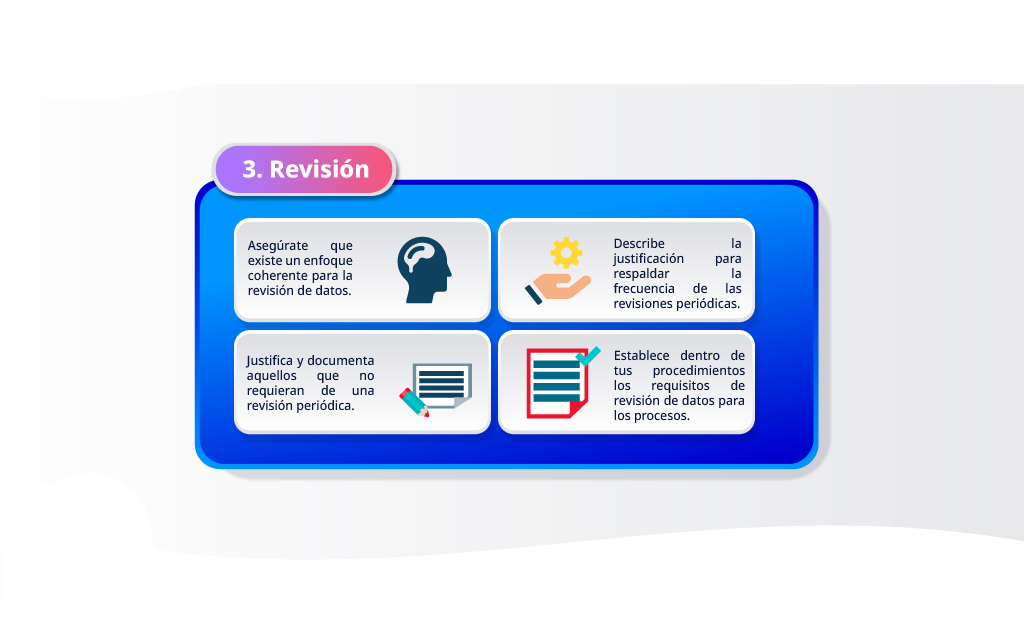 3. Revisión
Asegúrate que
existe un enfoque
coherente para la
revisión de datos.
Describe la
justificación para
respaldar la
frecuencia de las
revisiones periódicas.
Justifica y documenta
aquellos que no
requieran de una
revisión periódica.
Establece dentro de
tus procedimientos
los requisitos de
revisión de datos para
los procesos.